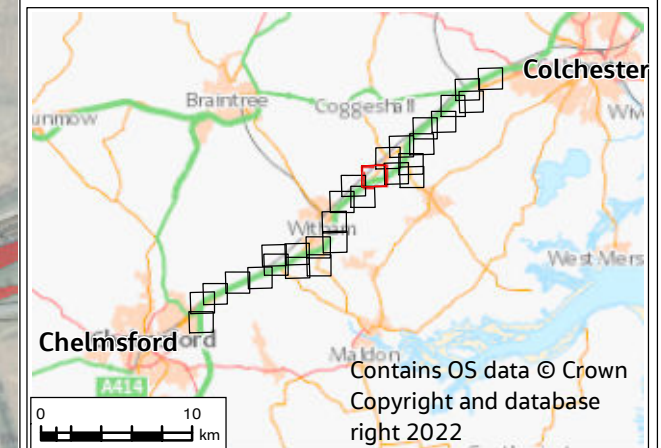 Colchester
Braintree
Coggeshall
unmow
Witham
West Mers
Chelmsford
Maldon
A414
Contains OS data © Crown
Copyright and database
right 2022
0 10
km